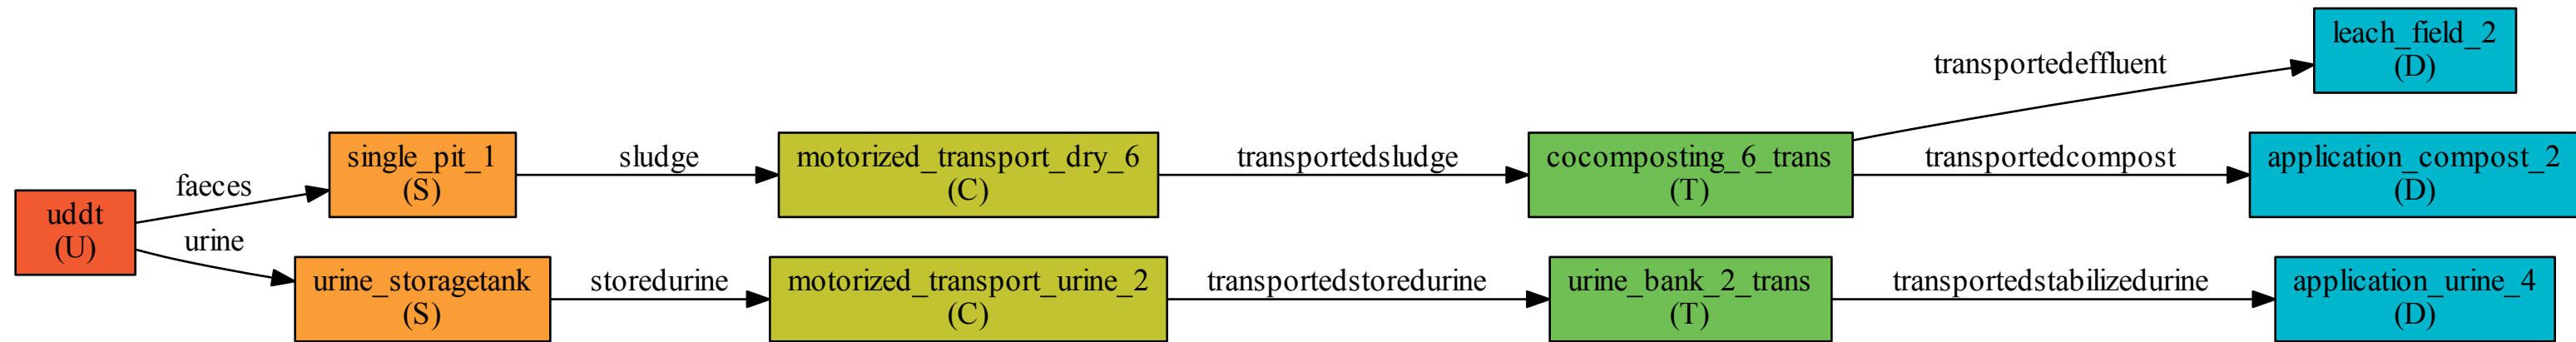 leach_field_2
(D)
transportedeffluent
single_pit_1
(S)
sludge
motorized_transport_dry_6
(C)
transportedsludge
cocomposting_6_trans
(T)
transportedcompost
application_compost_2
(D)
faeces
uddt
(U)
urine
urine_storagetank
(S)
storedurine
motorized_transport_urine_2
(C)
transportedstoredurine
urine_bank_2_trans
(T)
transportedstabilizedurine
application_urine_4
(D)